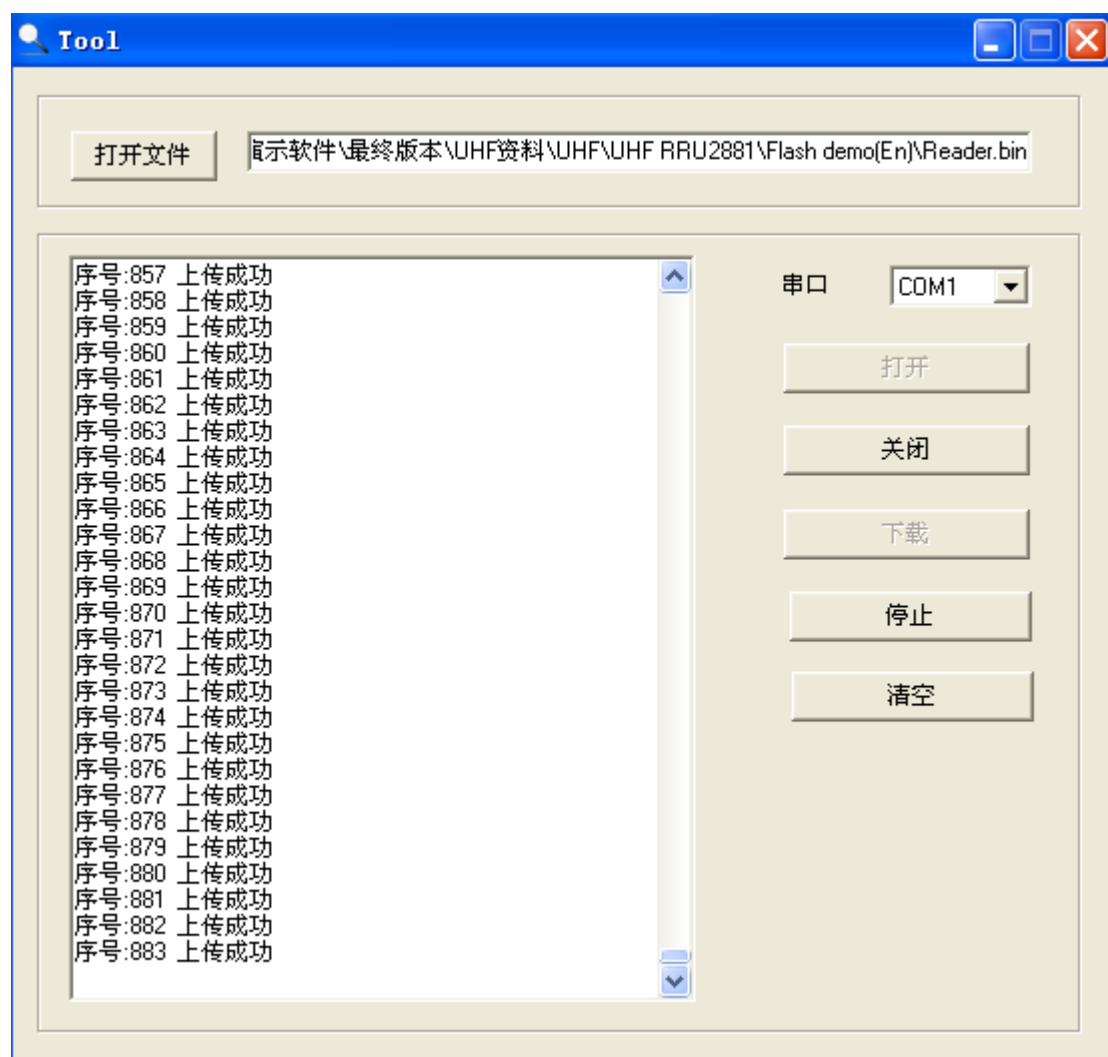 Tool
打开文件
示软件\最终版本\UHF资料\UHF\UHF RRU2881\Flash demo(En)\Reader.bin
序号:857 上传成功
序号:858 上传成功
序号:859 上传成功
序号:860 上传成功
序号:861 上传成功
序号:862 上传成功
序号:863 上传成功
序号:864 上传成功
序号:865 上传成功
序号:866 上传成功
序号:867 上传成功
序号:868 上传成功
序号:869 上传成功
序号:870 上传成功
序号:871 上传成功
序号:872 上传成功
序号:873 上传成功
序号:874 上传成功
序号:875 上传成功
序号:876 上传成功
序号:877 上传成功
序号:878 上传成功
序号:879 上传成功
序号:880 上传成功
序号:881 上传成功
序号:882 上传成功
序号:883 上传成功
串口 COM1
打开
关闭
下载
停止
清空